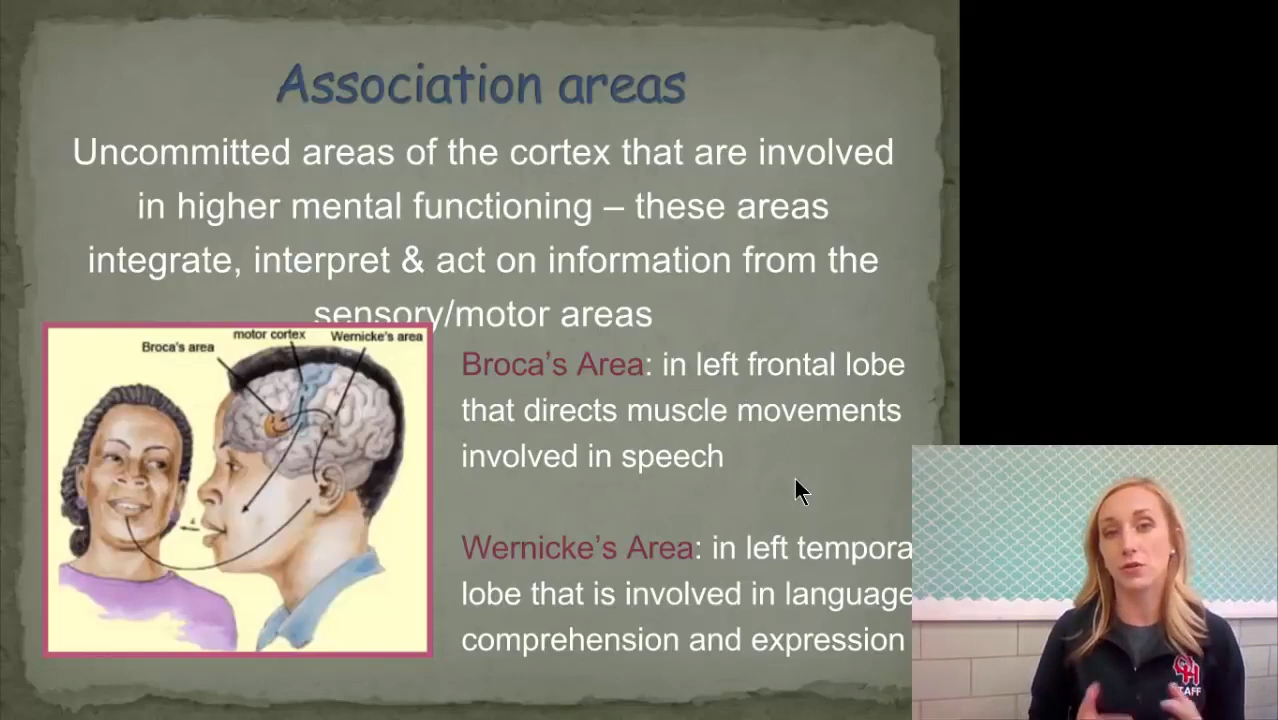 Association areas
Uncommitted areas of the cortex that are involved
in higher mental functioning – these areas
integrate, interpret & act on information from the
sensory/motor areas
Broca's area
motor cortex
Wernicke's area
Broca's Area: in left frontal lobe
that directs muscle movements
involved in speech
Wernicke's Area: in left tempora
lobe that is involved in language
comprehension and expression
STAFF